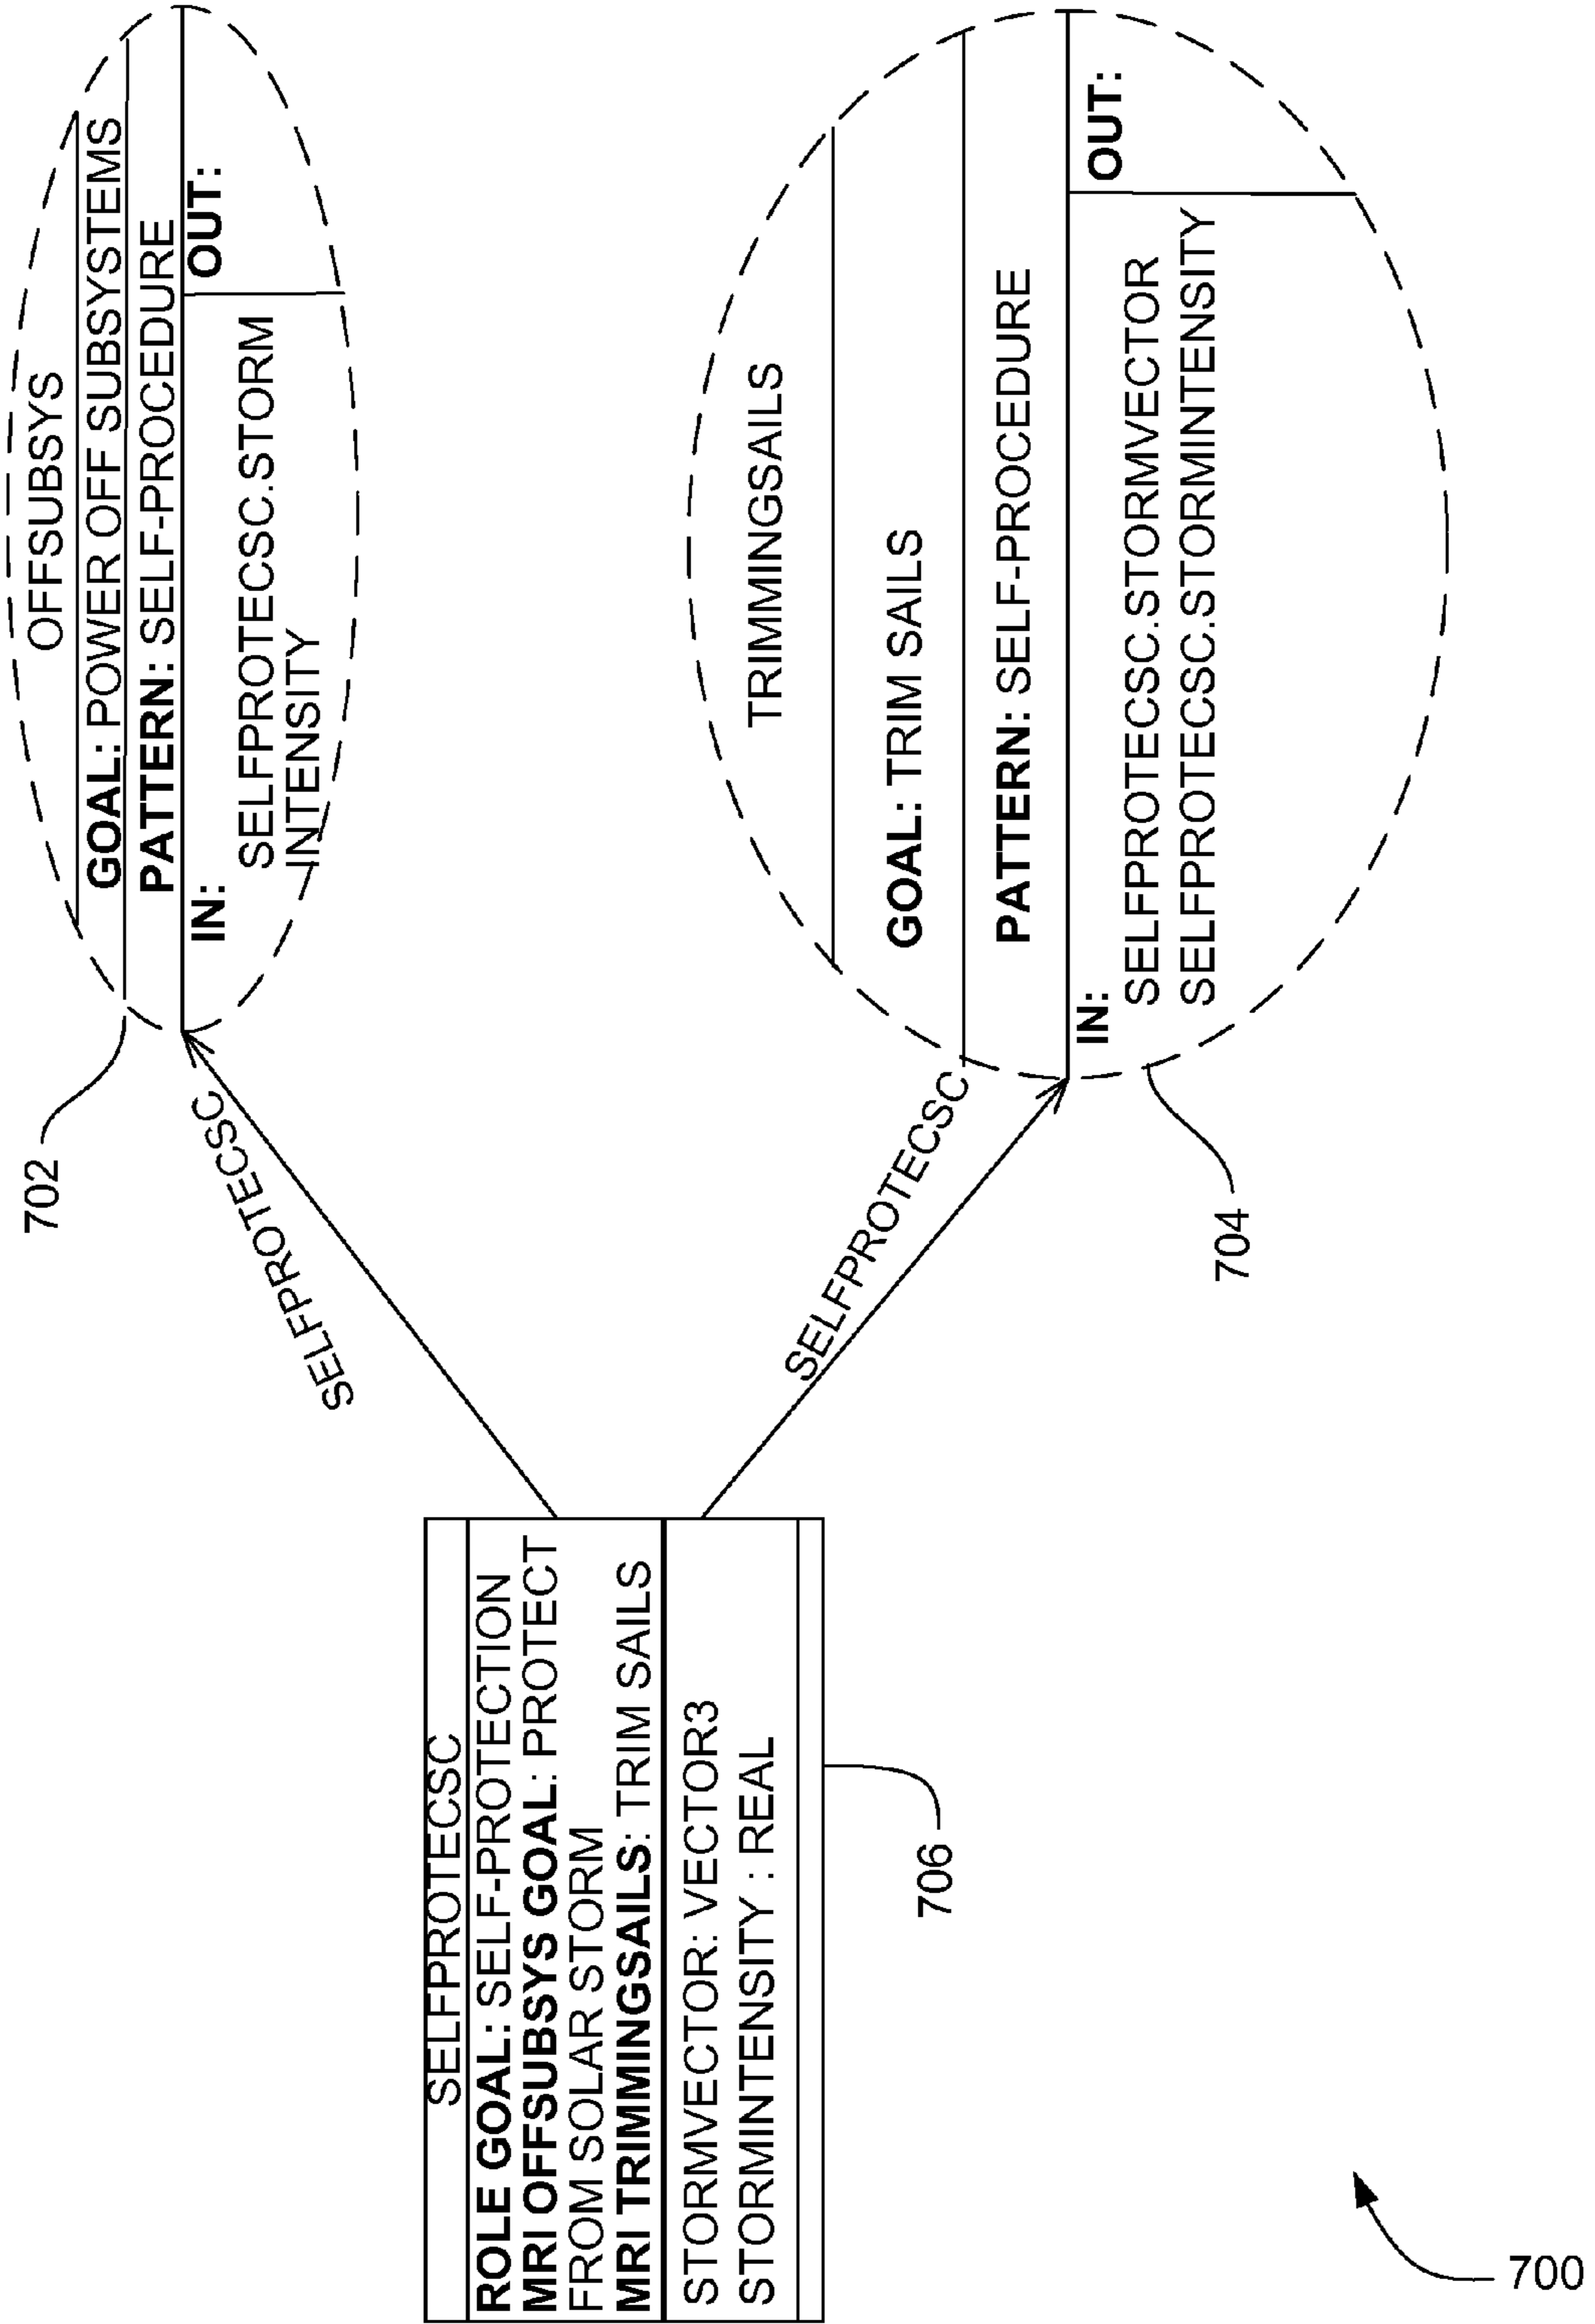 OFFSUBSYS
GOAL: POWER OFF SUBSYSTEMS
PATTERN: SELF-PROCEDURE
IN:
OUT:
SELFPROTECSC.STORM
INTENSITY
702
SELFPROTECSC
SELFPROTECSC
ROLE GOAL: SELF-PROTECTION
MRI OFFSUBSYS GOAL: PROTECT
FROM SOLAR STORM
MRI TRIMMINGSAILS: TRIM SAILS
STORMVECTOR: VECTOR3
STORMINTENSITY : REAL
706
SELFPROTECSC
TRIMMINGSAILS
GOAL: TRIM SAILS
PATTERN: SELF-PROCEDURE
IN:
OUT:
SELFPROTECSC.STORMVECTOR
SELFPROTECSC.STORMINTENSITY
704
700